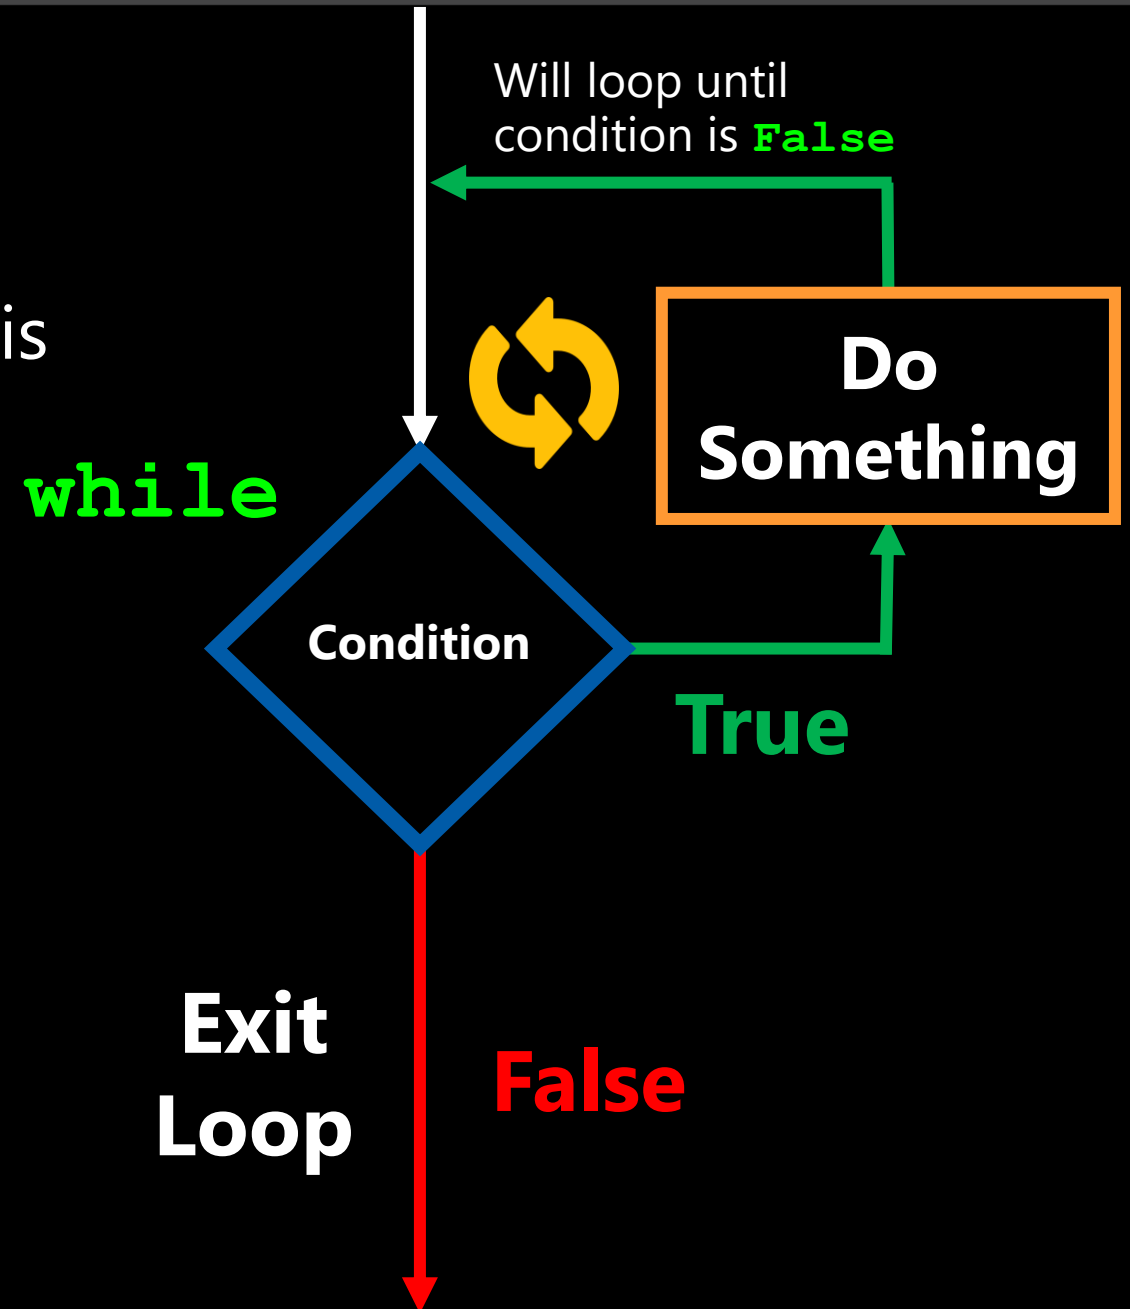 Will loop until
condition is False
is
Do
Something
while
Condition
True
Exit
Loop
False